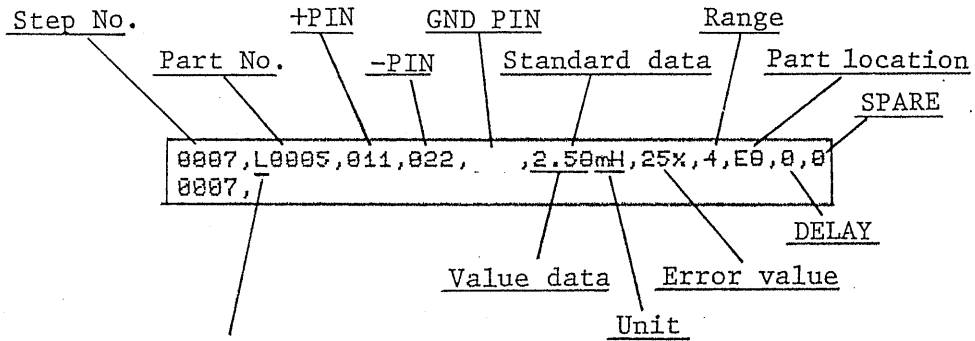 Step No. +PIN GND PIN Range
Part No. -PIN Standard data Part location
SPARE
0007,L0005,011,022, ,2.50mH,25%,4,E0,0,0
0007,
DELAY
Value data Error value
Unit